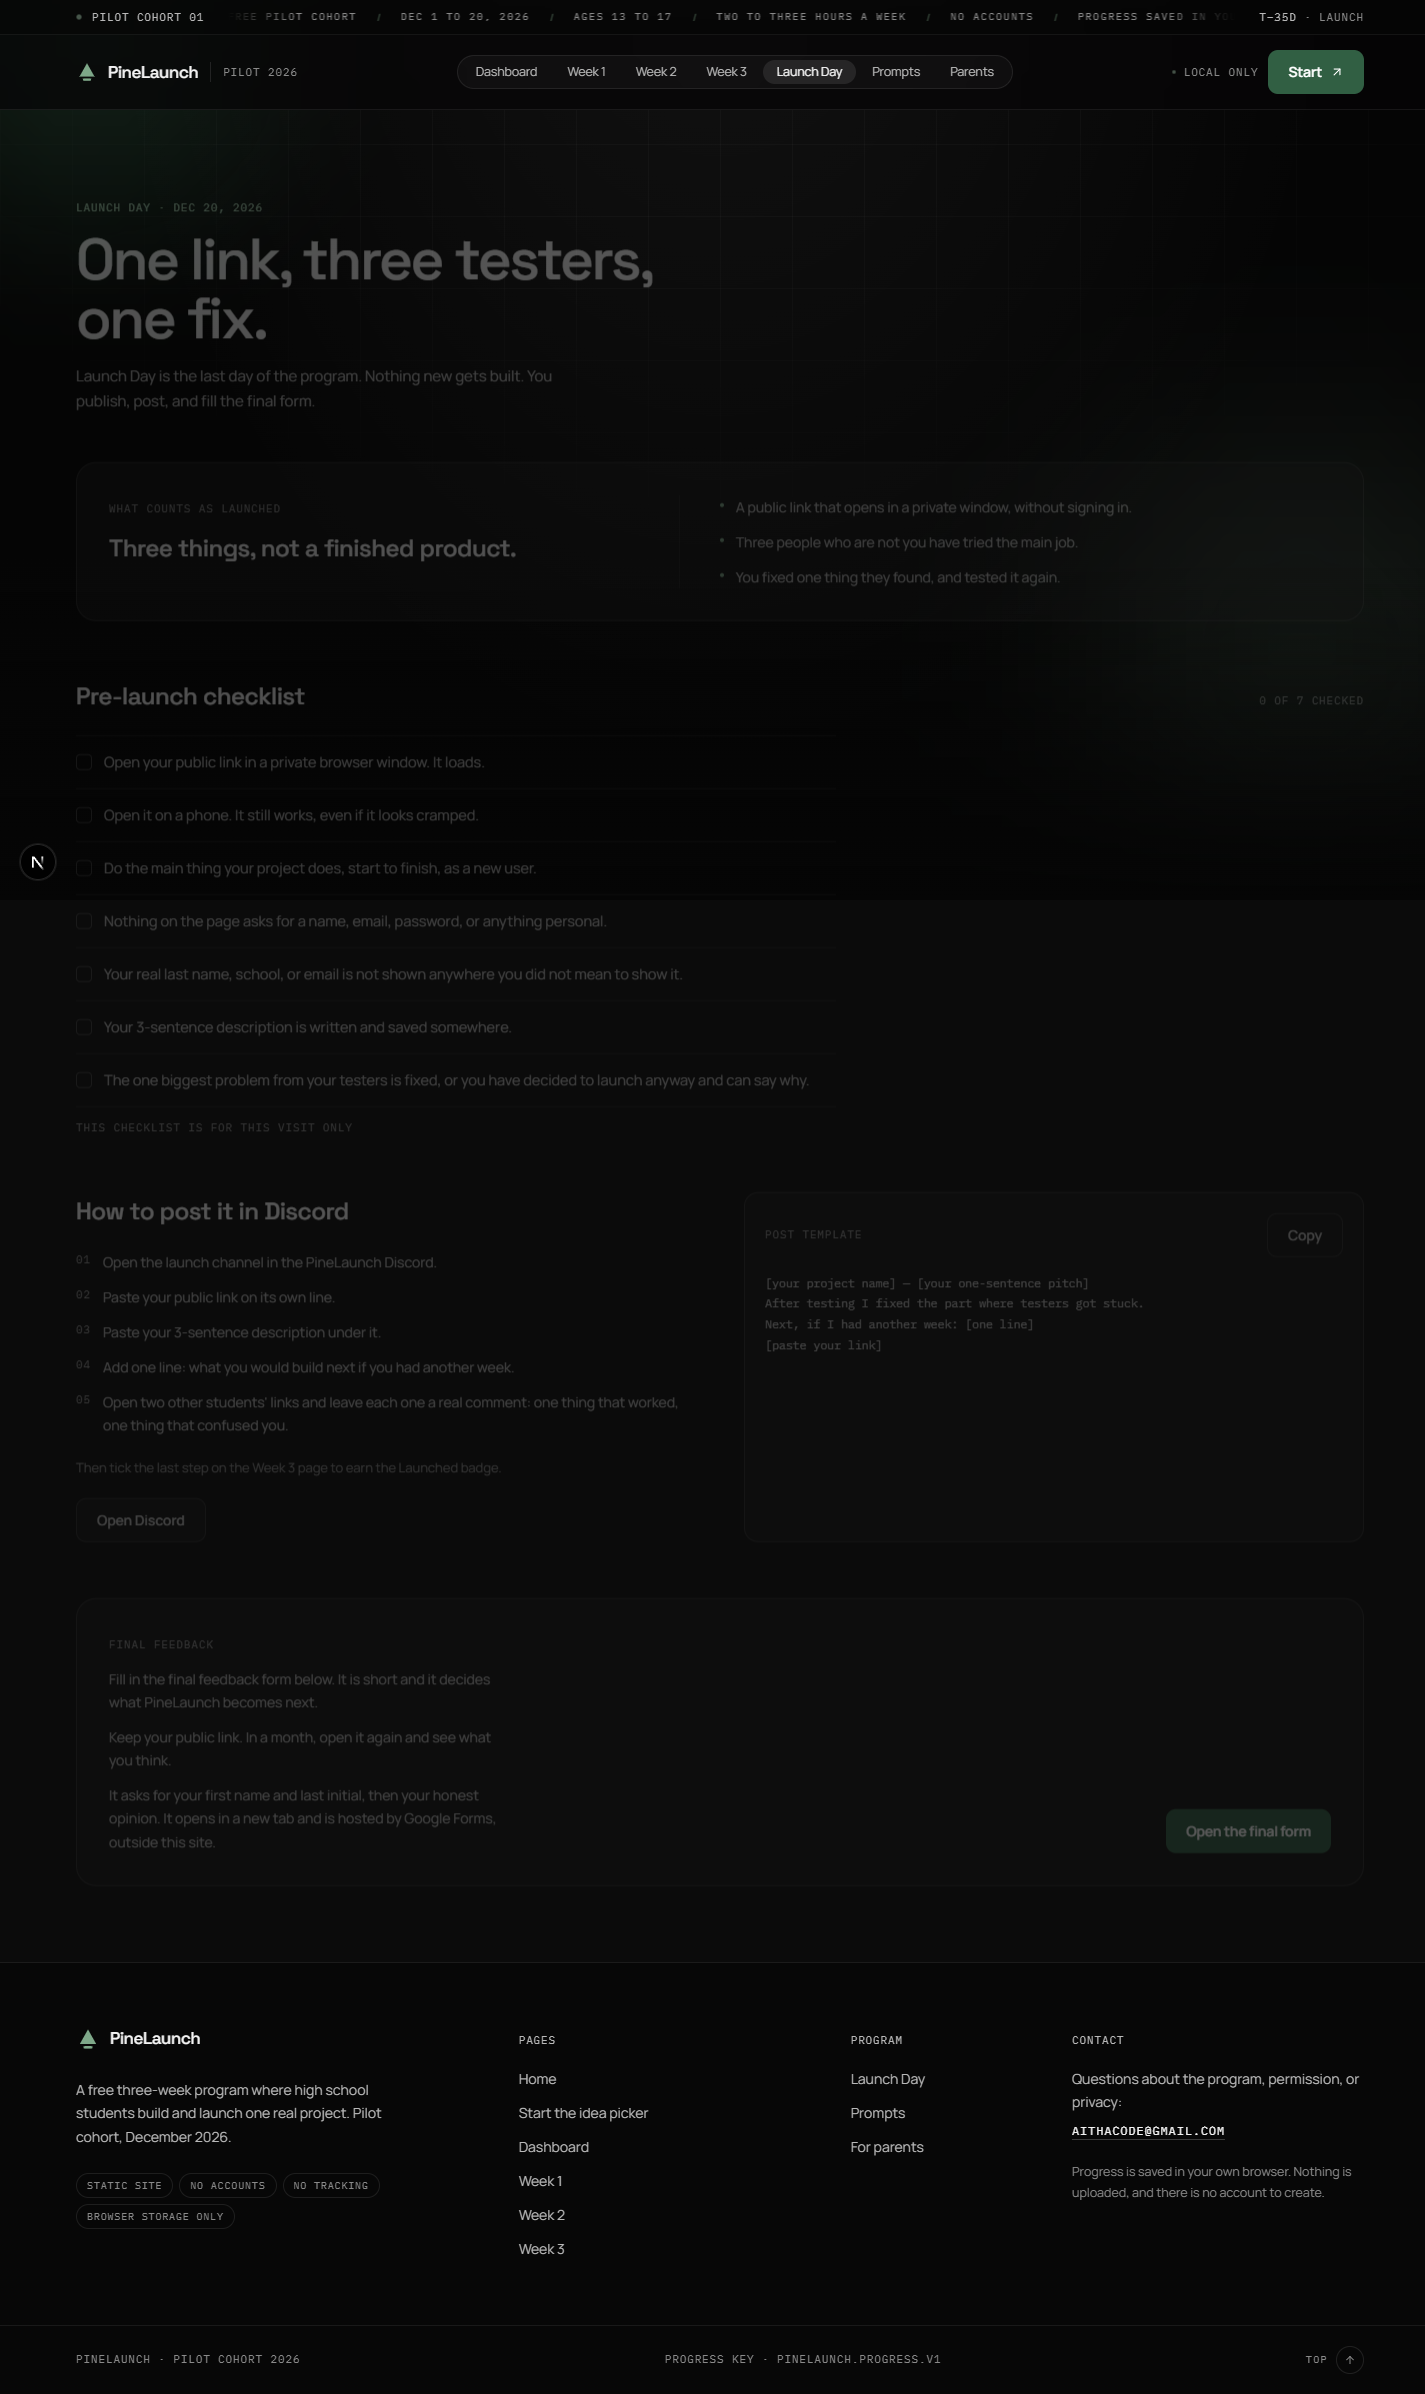 PILOT COHORT 01
REE PILOT COHORT / DEC 1 TO 20, 2026 / AGES 13 TO 17 / TWO TO THREE HOURS A WEEK / NO ACCOUNTS / PROGRESS SAVED IN YO
T−35D · LAUNCH
PineLaunch
PILOT 2026
Dashboard
Week 1
Week 2
Week 3
Launch Day
Prompts
Parents
LOCAL ONLY
Start
LAUNCH DAY · DEC 20, 2026
One link, three testers,
one fix.
Launch Day is the last day of the program. Nothing new gets built. You
publish, post, and fill the final form.
WHAT COUNTS AS LAUNCHED
Three things, not a finished product.
A public link that opens in a private window, without signing in.
Three people who are not you have tried the main job.
You fixed one thing they found, and tested it again.
Pre-launch checklist
0 OF 7 CHECKED
Open your public link in a private browser window. It loads.
Open it on a phone. It still works, even if it looks cramped.
Do the main thing your project does, start to finish, as a new user.
Nothing on the page asks for a name, email, password, or anything personal.
Your real last name, school, or email is not shown anywhere you did not mean to show it.
Your 3-sentence description is written and saved somewhere.
The one biggest problem from your testers is fixed, or you have decided to launch anyway and can say why.
THIS CHECKLIST IS FOR THIS VISIT ONLY
How to post it in Discord
01 Open the launch channel in the PineLaunch Discord.
02 Paste your public link on its own line.
03 Paste your 3-sentence description under it.
04 Add one line: what you would build next if you had another week.
05 Open two other students' links and leave each one a real comment: one thing that worked,
one thing that confused you.
Then tick the last step on the Week 3 page to earn the Launched badge.
Open Discord
POST TEMPLATE
Copy
[your project name] — [your one-sentence pitch]
After testing I fixed the part where testers got stuck.
Next, if I had another week: [one line]
[paste your link]
FINAL FEEDBACK
Fill in the final feedback form below. It is short and it decides
what PineLaunch becomes next.
Keep your public link. In a month, open it again and see what
you think.
It asks for your first name and last initial, then your honest
opinion. It opens in a new tab and is hosted by Google Forms,
outside this site.
Open the final form
PineLaunch
A free three-week program where high school
students build and launch one real project. Pilot
cohort, December 2026.
STATIC SITE
NO ACCOUNTS
NO TRACKING
BROWSER STORAGE ONLY
PAGES
Home
Start the idea picker
Dashboard
Week 1
Week 2
Week 3
PROGRAM
Launch Day
Prompts
For parents
CONTACT
Questions about the program, permission, or
privacy:
AITHACODE@GMAIL.COM
Progress is saved in your own browser. Nothing is
uploaded, and there is no account to create.
PINELAUNCH · PILOT COHORT 2026
PROGRESS KEY · PINELAUNCH.PROGRESS.V1
TOP